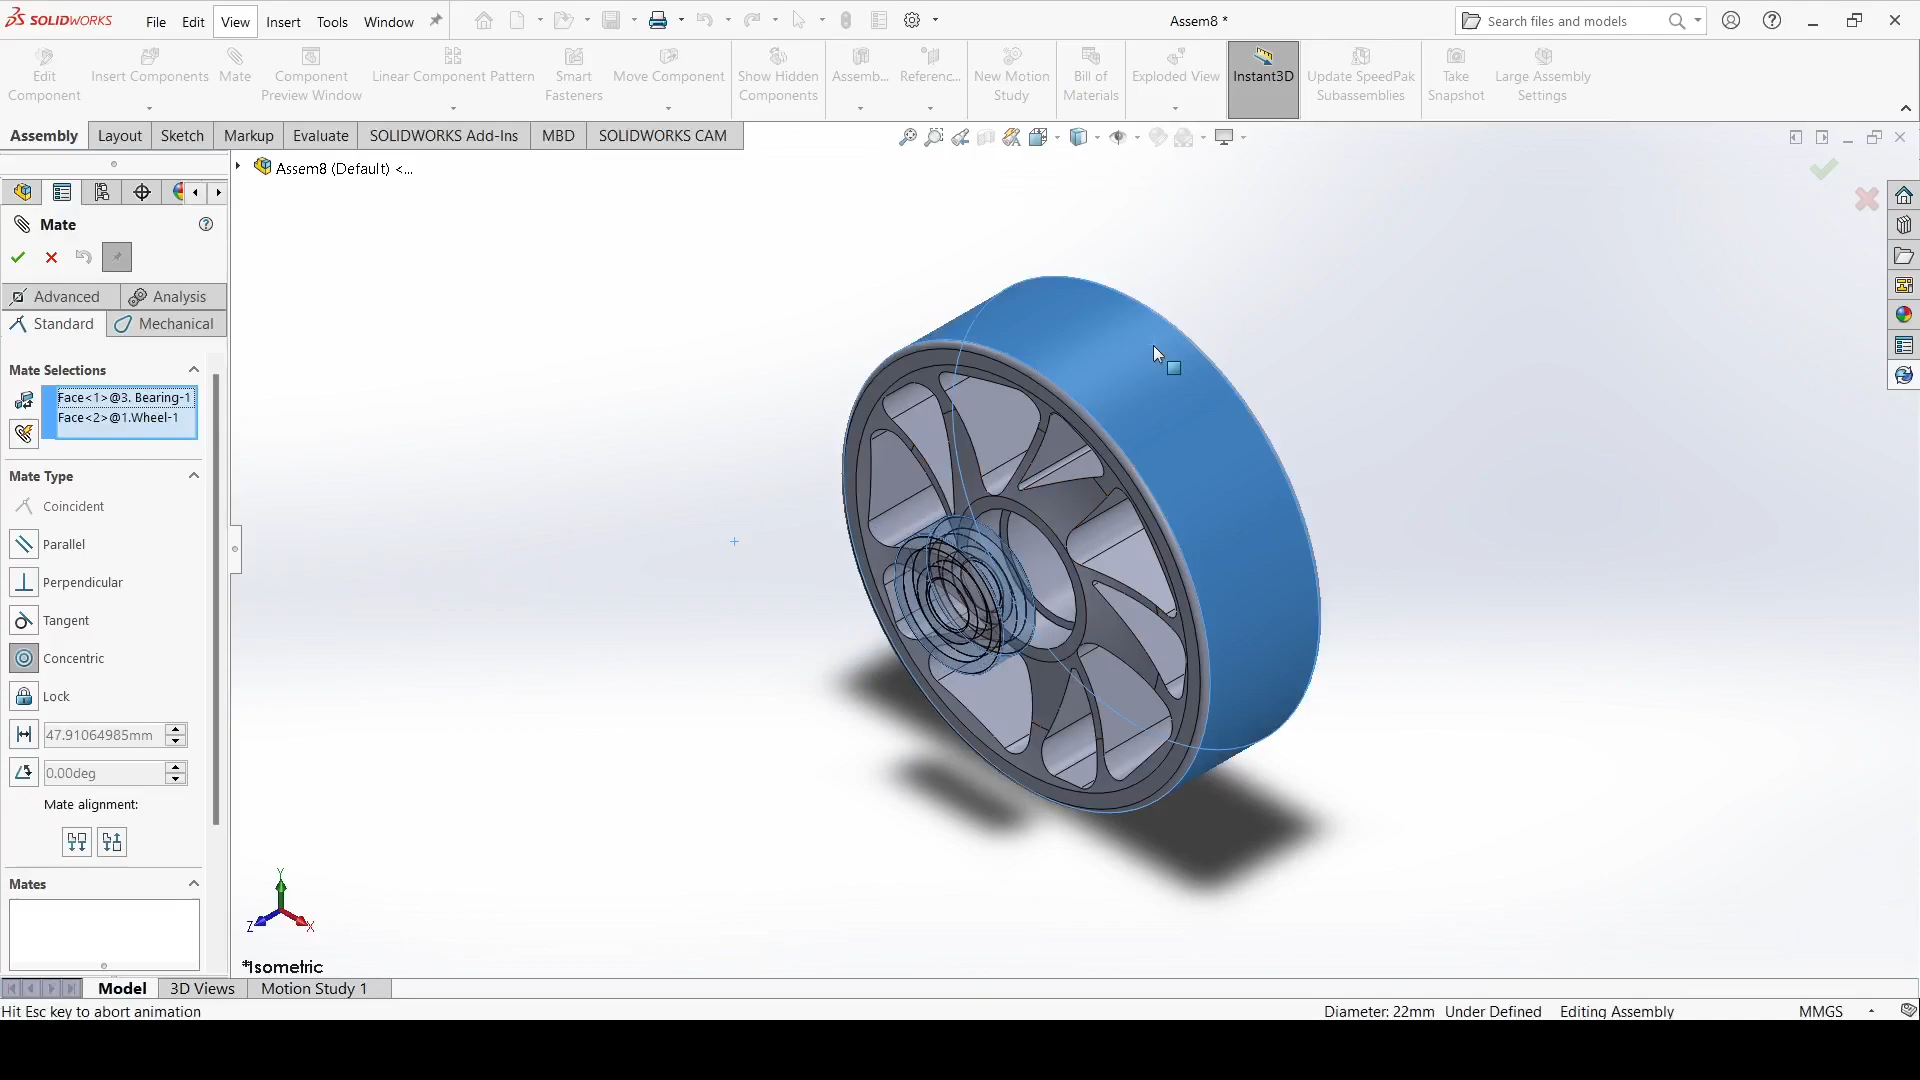 SOLIDWORKS
File Edit View Insert Tools Window
Assem8 *
Search files and models
Edit Component
Insert Components
Mate
Component Preview Window
Linear Component Pattern
Smart Fasteners
Move Component
Show Hidden Components
Assemb...
Referenc...
New Motion Study
Bill of Materials
Exploded View
Instant3D
Update SpeedPak Subassemblies
Take Snapshot
Large Assembly Settings
Assembly Layout Sketch Markup Evaluate SOLIDWORKS Add-Ins MBD SOLIDWORKS CAM
Assem8 (Default) <...
Mate
Advanced Analysis
Standard Mechanical
Mate Selections
Face<1>@3. Bearing-1
Face<2>@1.Wheel-1
Mate Type
Coincident
Parallel
Perpendicular
Tangent
Concentric
Lock
47.91064985mm
0.00deg
Mate alignment:
Mates
Y
Z
X
*Isometric
Model 3D Views Motion Study 1
Hit Esc key to abort animation
Diameter: 22mm Under Defined Editing Assembly MMGS